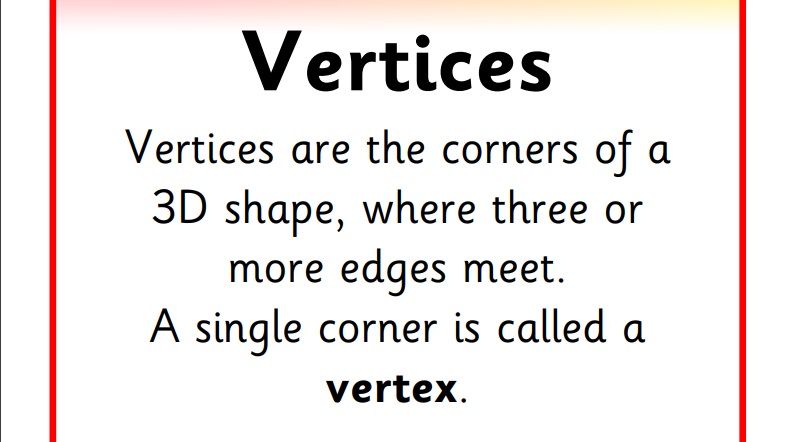 Vertices
Vertices are the corners of a
3D shape, where three or
more edges meet.
A single corner is called a
vertex.